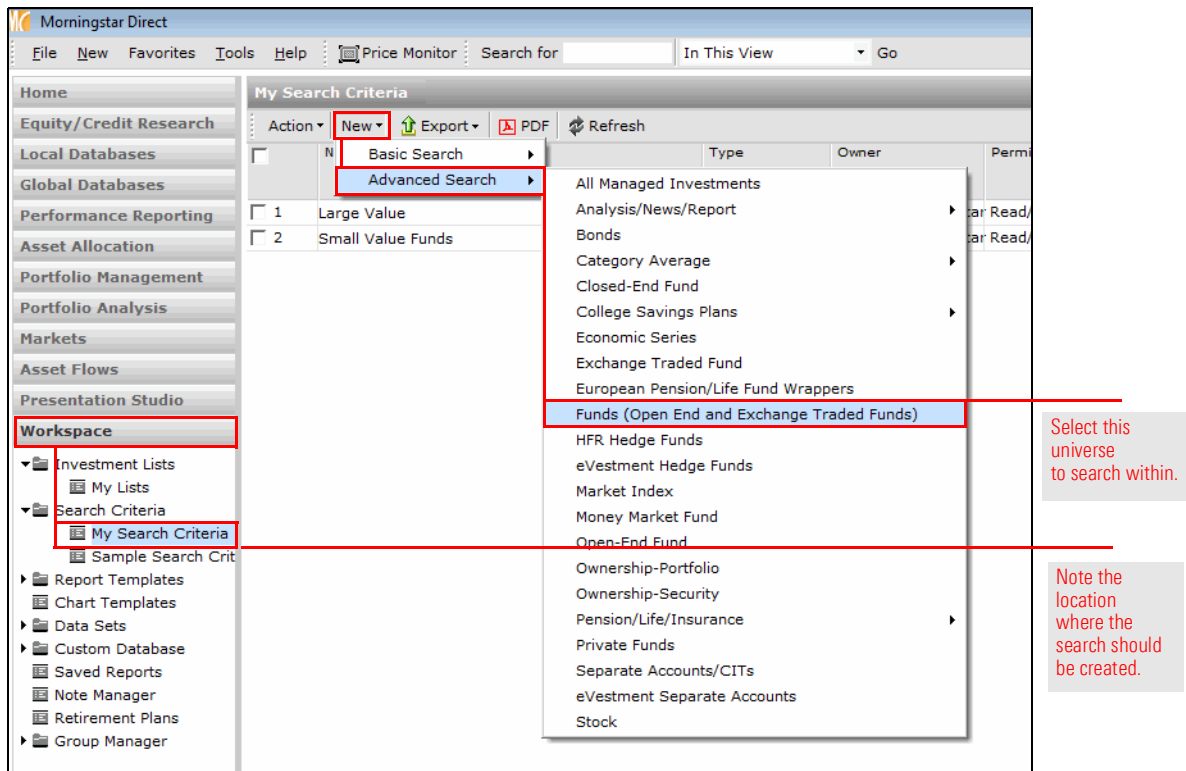 Morningstar Direct
File New Favorites Tools Help Price Monitor Search for In This View Go
Home
Equity/Credit Research
Local Databases
Global Databases
Performance Reporting
Asset Allocation
Portfolio Management
Portfolio Analysis
Markets
Asset Flows
Presentation Studio
Workspace
Investment Lists
My Lists
Search Criteria
My Search Criteria
Sample Search Crit
Report Templates
Chart Templates
Data Sets
Custom Database
Saved Reports
Note Manager
Retirement Plans
Group Manager
My Search Criteria
Action New Export PDF Refresh
N Type Owner Permi
1 Large Value tar Read/
2 Small Value Funds tar Read/
Basic Search
Advanced Search
All Managed Investments
Analysis/News/Report
Bonds
Category Average
Closed-End Fund
College Savings Plans
Economic Series
Exchange Traded Fund
European Pension/Life Fund Wrappers
Funds (Open End and Exchange Traded Funds)
HFR Hedge Funds
eVestment Hedge Funds
Market Index
Money Market Fund
Open-End Fund
Ownership-Portfolio
Ownership-Security
Pension/Life/Insurance
Private Funds
Separate Accounts/CITs
eVestment Separate Accounts
Stock
Select this
universe
to search within.
Note the
location
where the
search should
be created.